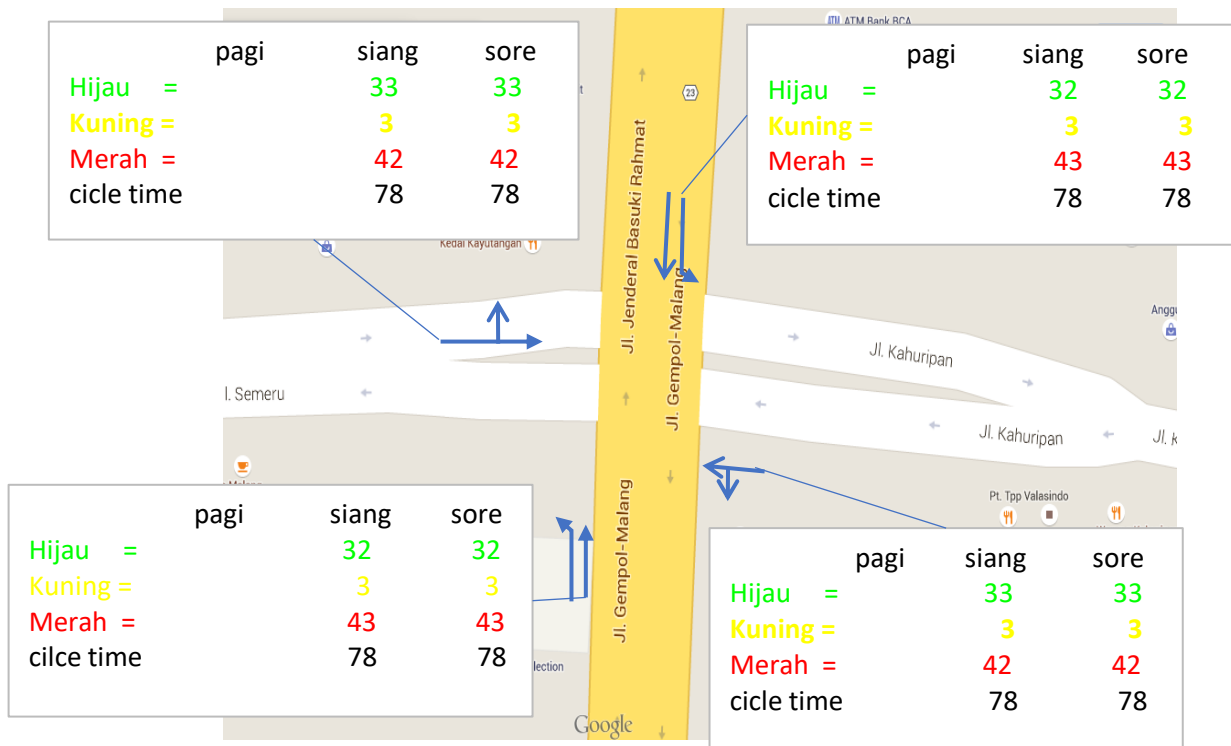 ATM Bank BCA
pagi siang sore
Hijau = 33 33
Kuning = 3 3
Merah = 42 42
cicle time 78 78
pagi siang sore
Hijau = 32 32
Kuning = 3 3
Merah = 43 43
cicle time 78 78
23
Jl. Jenderal Basuki Rahmat
Kedai Kayutangan
Jl. Gempol-Malang
Anggu
Jl. Kahuripan
l. Semeru
Jl. Kahuripan
Jl. K
Pt. Tpp Valasindo
pagi siang sore
Hijau = 32 32
Kuning = 3 3
Merah = 43 43
cilce time 78 78
Jl. Gempol-Malang
lection
pagi siang sore
Hijau = 33 33
Kuning = 3 3
Merah = 42 42
cicle time 78 78
Google